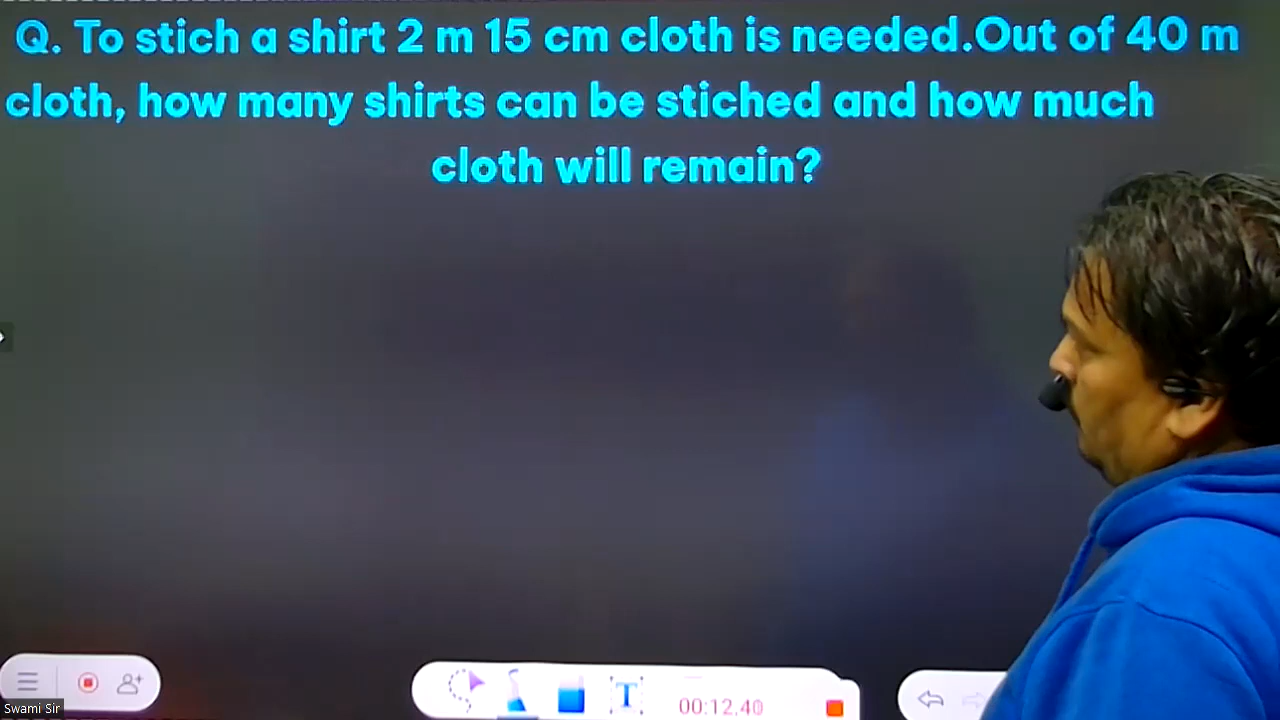 Q. To stich a shirt 2 m 15 cm cloth is needed.Out of 40 m
cloth, how many shirts can be stiched and how much
cloth will remain?
T
00:12,40
Swami Sir